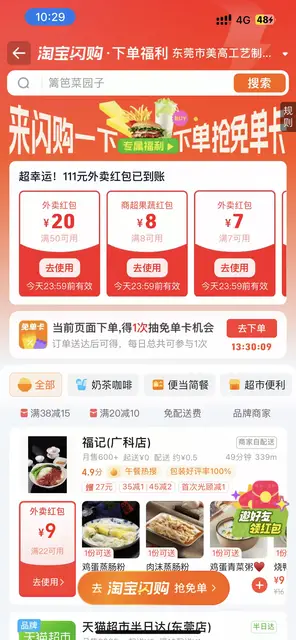 10:29
4G
48
淘宝闪购·下单福利
东莞市美高工艺制...
篱笆菜园子
搜索
规则
来闪购一下
下单抢免单卡
专属福利
超幸运！111元外卖红包已到账
外卖红包
商超果蔬红包
外卖红包
¥20
¥8
¥7
满50可用
满8可用
满7可用
去使用
去使用
去使用
今天23:59前有效
今天23:59前有效
今天23:59前有效
免单卡
当前页面下单,得1次抽免单卡机会
去下单
订单送达后可得，每日总共可参与1次
13:30:09
全部
奶茶咖啡
便当简餐
超市便利
满38减15
满20减10
免配送费
品牌商家
福记(广科店)
商家自配送
月售600+ 起送¥0 配送 约¥0.5
49分钟 339m
4.9分
午餐热搜
包装好评率100%
27元
35减1
45减2
首次光顾减1
邀好友
领红包
外卖红包
¥9
满22可用
去使用
1份可送
1份可送
1份可送
鸡蛋蒸肠粉
肉沫蒸肠粉
鸡蛋青菜粥
烧鸭
去 淘宝闪购 抢免单
¥9
¥16
品牌
天猫超市
天猫超市半日达(东莞店)
半日达